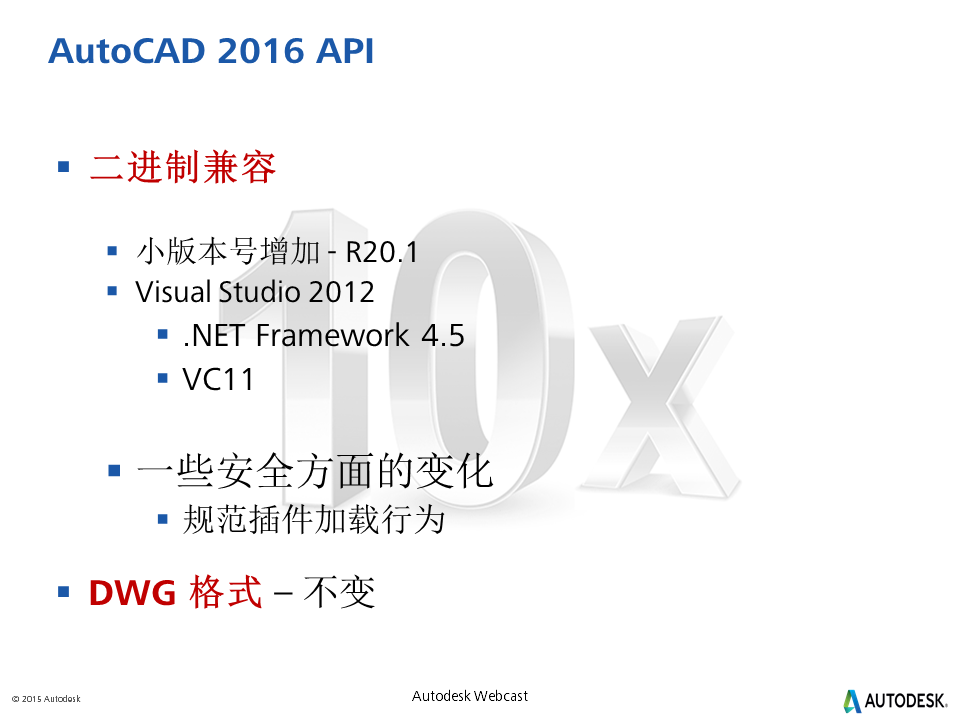 AutoCAD 2016 API
二进制兼容
小版本号增加 - R20.1
Visual Studio 2012
.NET Framework 4.5
VC11
一些安全方面的变化
规范插件加载行为
DWG 格式 – 不变
10x
© 2015 Autodesk
Autodesk Webcast
AUTODESK.